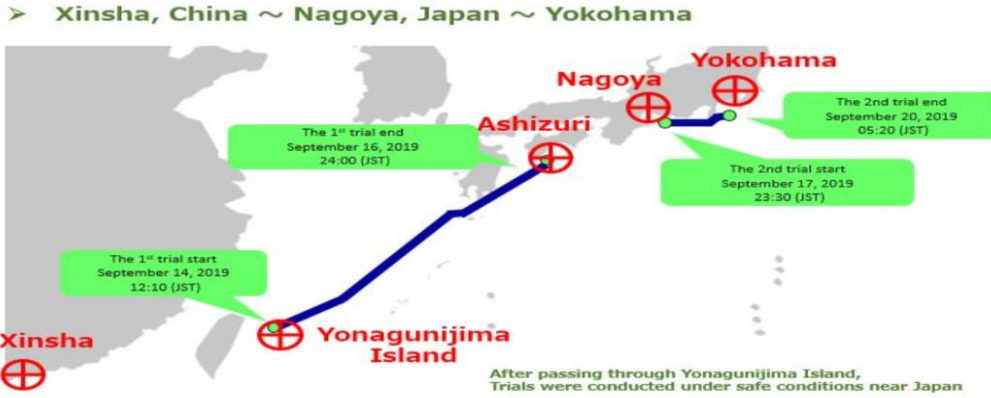 ➢ Xinsha, China ～ Nagoya, Japan ～ Yokohama
Yokohama
Nagoya
The 2nd trial end
September 20, 2019
05:20 (JST)
Ashizuri
The 1st trial end
September 16, 2019
24:00 (JST)
The 2nd trial start
September 17, 2019
23:30 (JST)
The 1st trial start
September 14, 2019
12:10 (JST)
Xinsha
Yonagunijima
Island
After passing through Yonagunijima Island,
Trials were conducted under safe conditions near Japan